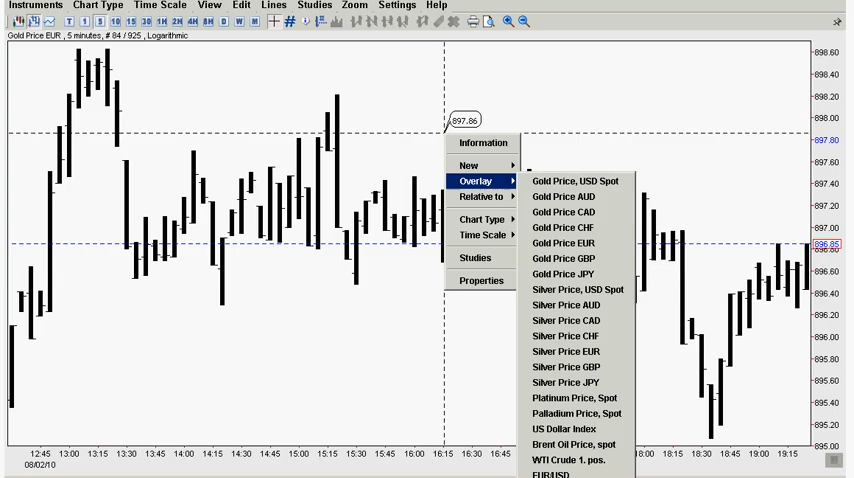 Instruments Chart Type Time Scale View Edit Lines Studies Zoom Settings Help
T 1 5 10 15 30 1H 2H 4H 8H D W M
Gold Price EUR , 5 minutes, # 84 / 925 , Logarithmic
898.60
898.40
898.20
898.00
897.80
897.60
897.40
897.20
897.00
896.85
896.60
896.40
896.20
896.00
895.80
895.60
895.40
895.20
895.00
897.86
Information
New
Overlay
Relative to
Chart Type
Time Scale
Studies
Properties
Gold Price, USD Spot
Gold Price AUD
Gold Price CAD
Gold Price CHF
Gold Price EUR
Gold Price GBP
Gold Price JPY
Silver Price, USD Spot
Silver Price AUD
Silver Price CAD
Silver Price CHF
Silver Price EUR
Silver Price GBP
Silver Price JPY
Platinum Price, Spot
Palladium Price, Spot
US Dollar Index
Brent Oil Price, spot
WTI Crude 1. pos.
EUR/USD
12:45 13:00 13:15 13:30 13:45 14:00 14:15 14:30 14:45 15:00 15:15 15:30 15:45 16:00 16:15 16:30 16:45 18:00 18:15 18:30 18:45 19:00 19:15
08/02/10